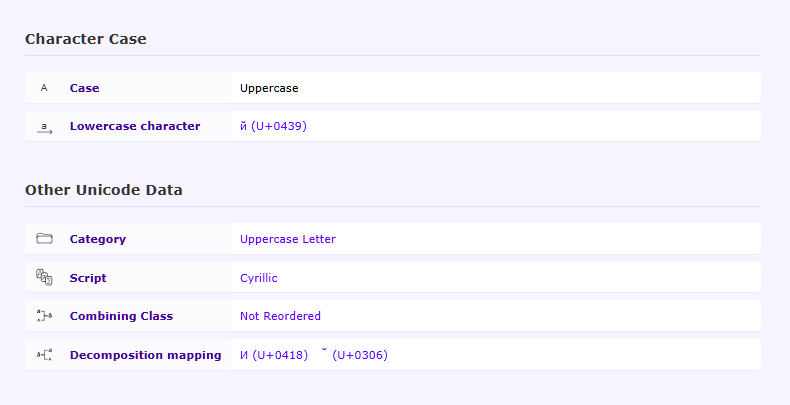 Character Case
Case Uppercase
Lowercase character й (U+0439)
Other Unicode Data
Category Uppercase Letter
Script Cyrillic
Combining Class Not Reordered
Decomposition mapping И (U+0418) ̆ (U+0306)